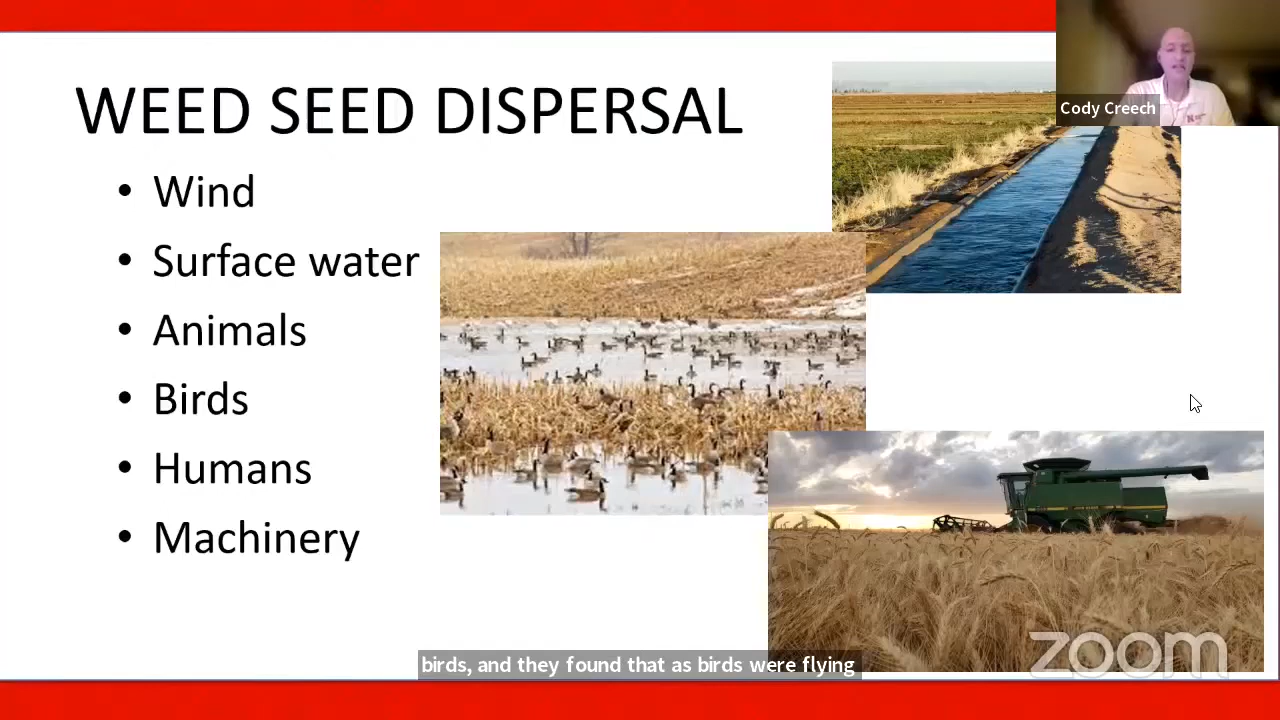 WEED SEED DISPERSAL
• Wind
• Surface water
• Animals
• Birds
• Humans
• Machinery
Cody Creech
birds, and they found that as birds were flying
zoom